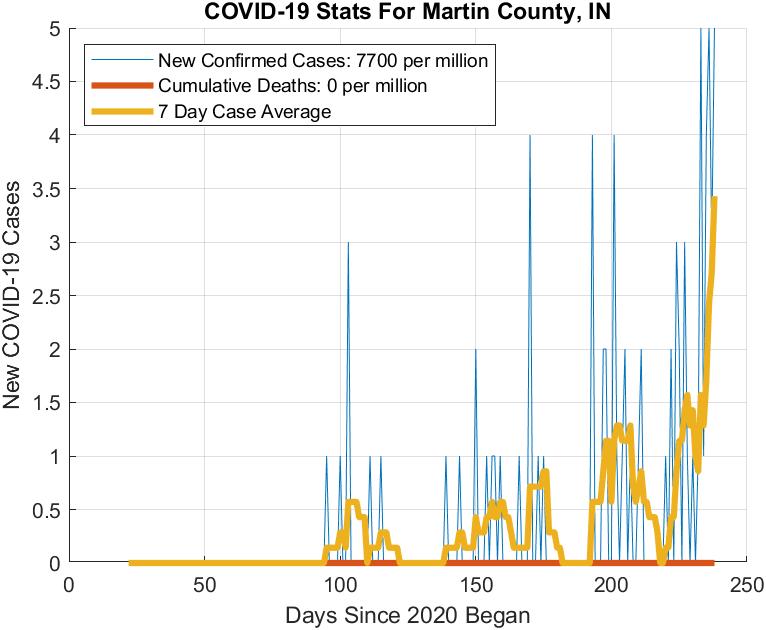 COVID-19 Stats For Martin County, IN
New Confirmed Cases: 7700 per million
Cumulative Deaths: 0 per million
7 Day Case Average
5
4.5
4
3.5
3
2.5
2
1.5
1
0.5
0
New COVID-19 Cases
0 50 100 150 200 250
Days Since 2020 Began